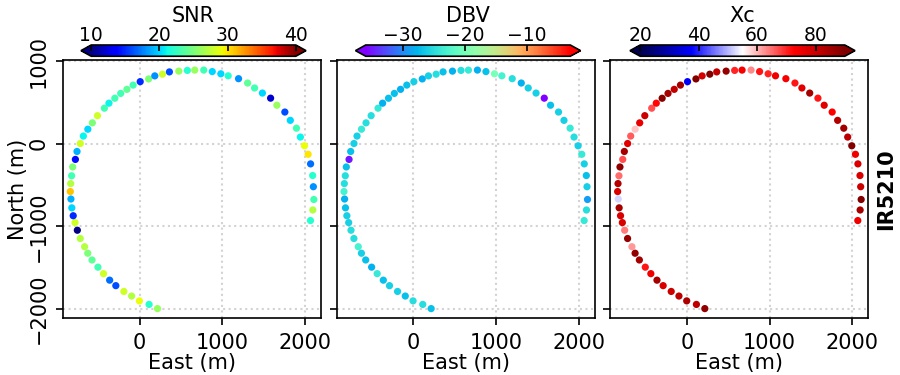 SNR DBV Xc
10 20 30 40 −30 −20 −10 20 40 60 80
1000
0
−1000
−2000
North (m)
IR5210
0 1000 2000 0 1000 2000 0 1000 2000
East (m) East (m) East (m)